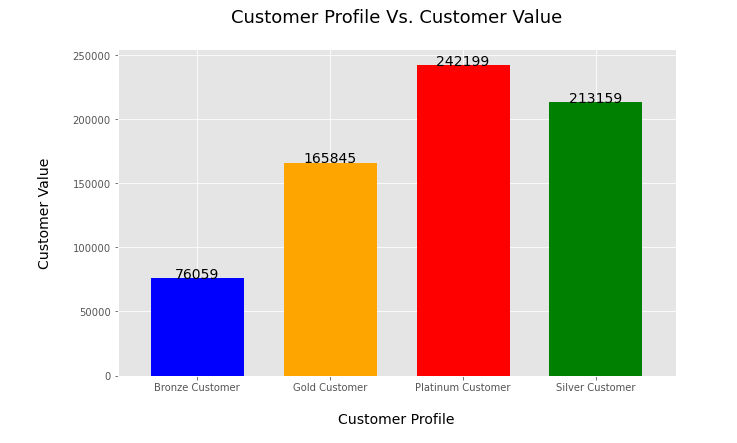 Customer Profile Vs. Customer Value
Customer Value
250000
200000
150000
100000
50000
0
76059
165845
242199
213159
Bronze Customer
Gold Customer
Platinum Customer
Silver Customer
Customer Profile